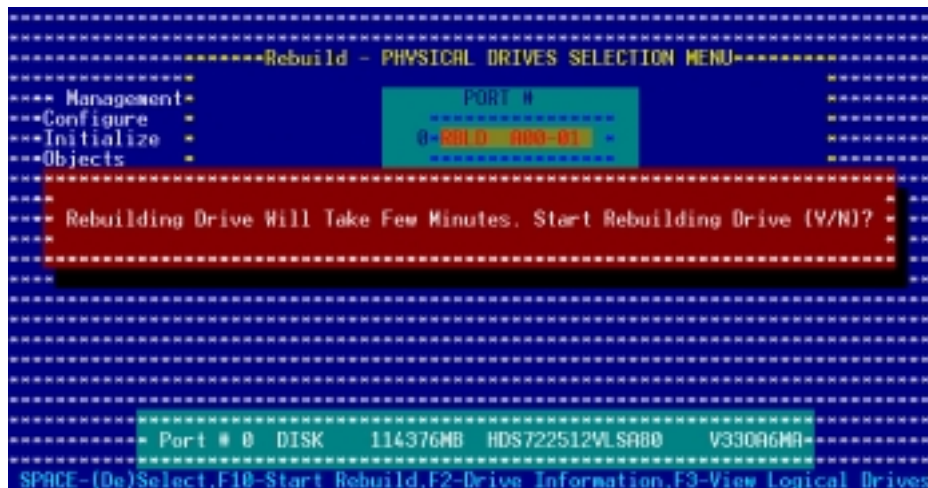 Rebuild - PHYSICAL DRIVES SELECTION MENU
Management
PORT #
Configure
Initialize
0 RBLD A00-01
Objects
Rebuilding Drive Will Take Few Minutes. Start Rebuilding Drive (Y/N)?
Port # 0 DISK 114376MB HDS722512VLSA80 V33OA6MA
SPACE-(De)Select,F10-Start Rebuild,F2-Drive Information,F3-View Logical Drives